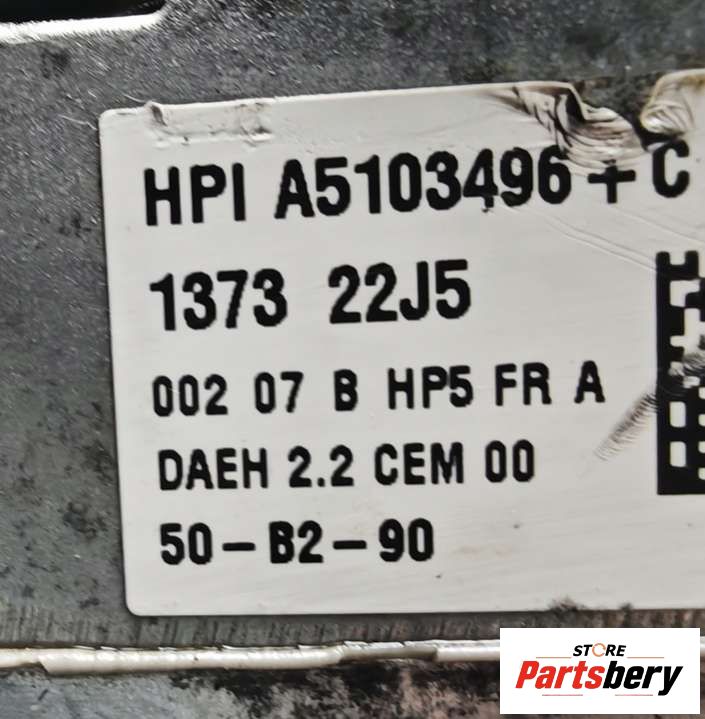 HPI A5103496+C
1373 22J5
002 07 B HP5 FR A
DAEH 2.2 CEM 00
50-B2-90
STORE
Partsbery